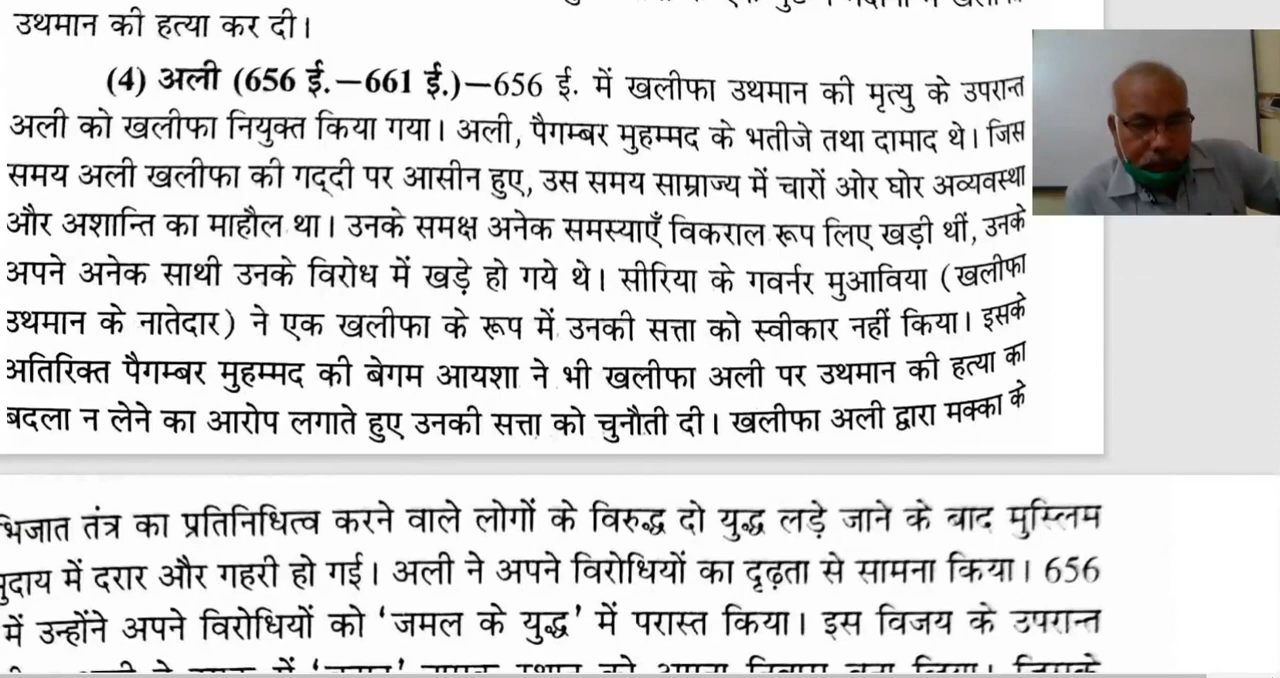 उथमान की हत्या कर दी।
(4) अली (656 ई.—661 ई.)—656 ई. में खलीफा उथमान की मृत्यु के उपरान्त
अली को खलीफा नियुक्त किया गया। अली, पैगम्बर मुहम्मद के भतीजे तथा दामाद थे। जिस
समय अली खलीफा की गद्दी पर आसीन हुए, उस समय साम्राज्य में चारों ओर घोर अव्यवस्था
और अशान्ति का माहौल था। उनके समक्ष अनेक समस्याएँ विकराल रूप लिए खड़ी थीं, उनके
अपने अनेक साथी उनके विरोध में खड़े हो गये थे। सीरिया के गवर्नर मुआविया (खलीफा
उथमान के नातेदार) ने एक खलीफा के रूप में उनकी सत्ता को स्वीकार नहीं किया। इसके
अतिरिक्त पैगम्बर मुहम्मद की बेगम आयशा ने भी खलीफा अली पर उथमान की हत्या का
बदला न लेने का आरोप लगाते हुए उनकी सत्ता को चुनौती दी। खलीफा अली द्वारा मक्का के
भिजात तंत्र का प्रतिनिधित्व करने वाले लोगों के विरुद्ध दो युद्ध लड़े जाने के बाद मुस्लिम
मुदाय में दरार और गहरी हो गई। अली ने अपने विरोधियों का दृढ़ता से सामना किया। 656
में उन्होंने अपने विरोधियों को ‘जमल के युद्ध’ में परास्त किया। इस विजय के उपरान्त